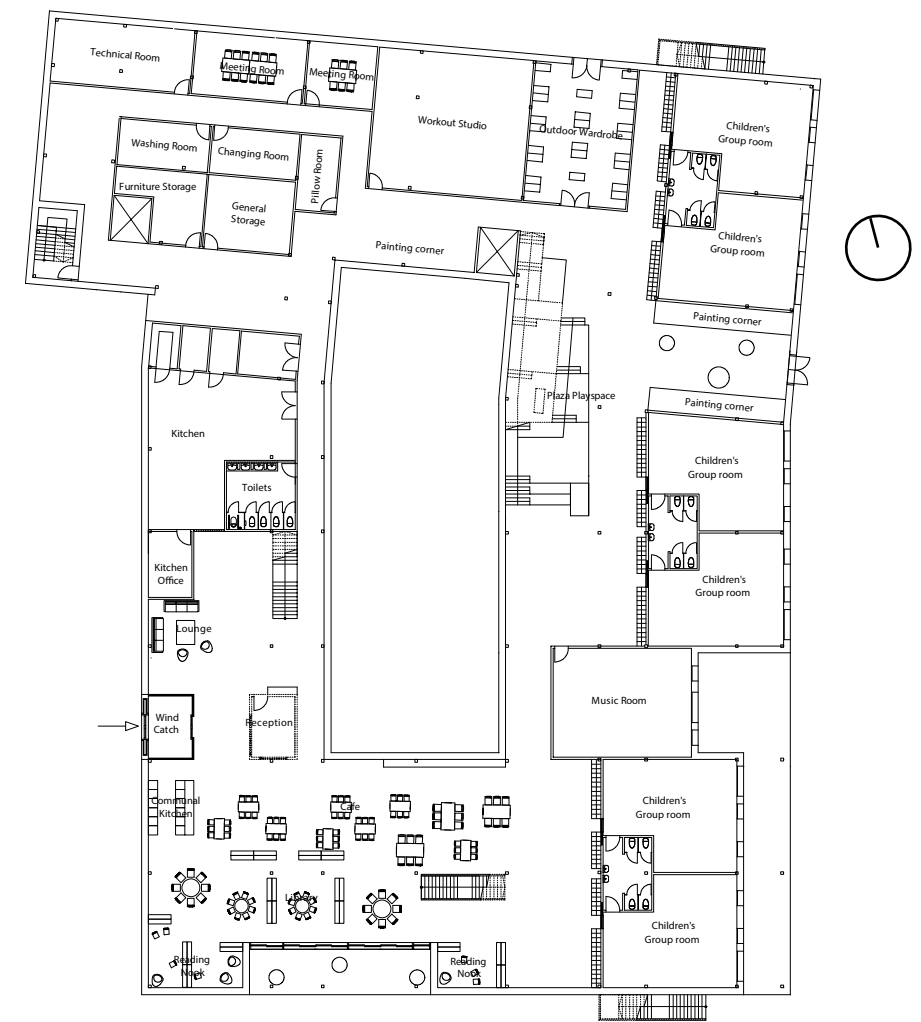 Technical Room
Meeting Room
Meeting Room
Workout Studio
Outdoor Wardrobe
Children's
Group room
Washing Room
Changing Room
Pillow Room
Furniture Storage
General
Storage
Painting corner
Children's
Group room
Painting corner
Plaza Playspace
Painting corner
Kitchen
Toilets
Children's
Group room
Kitchen
Office
Children's
Group room
Lounge
Wind
Catch
Reception
Music Room
Communal
Kitchen
Cafe
Children's
Group room
Library
Children's
Group room
Reading
Nook
Reading
Nook